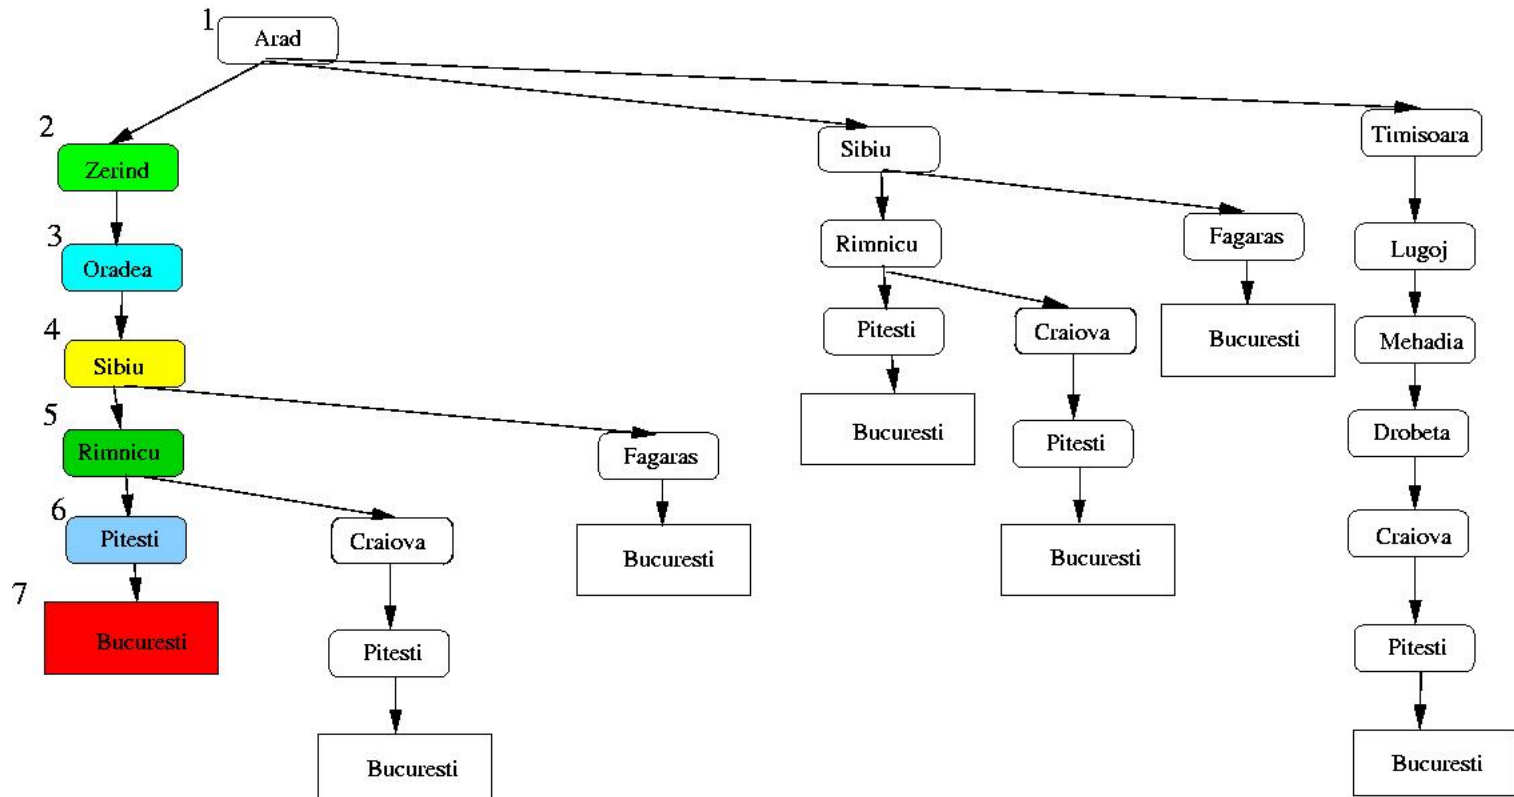 1 Arad
2
Timisoara
Sibiu
Zerind
Fagaras
3
Rimnicu
Lugoj
Oradea
4
Pitesti
Craiova
Bucuresti
Mehadia
Sibiu
5
Bucuresti
Pitesti
Drobeta
Rimnicu
Fagaras
6
Pitesti
Craiova
Bucuresti
Bucuresti
Craiova
7
Bucuresti
Pitesti
Pitesti
Bucuresti
Bucuresti